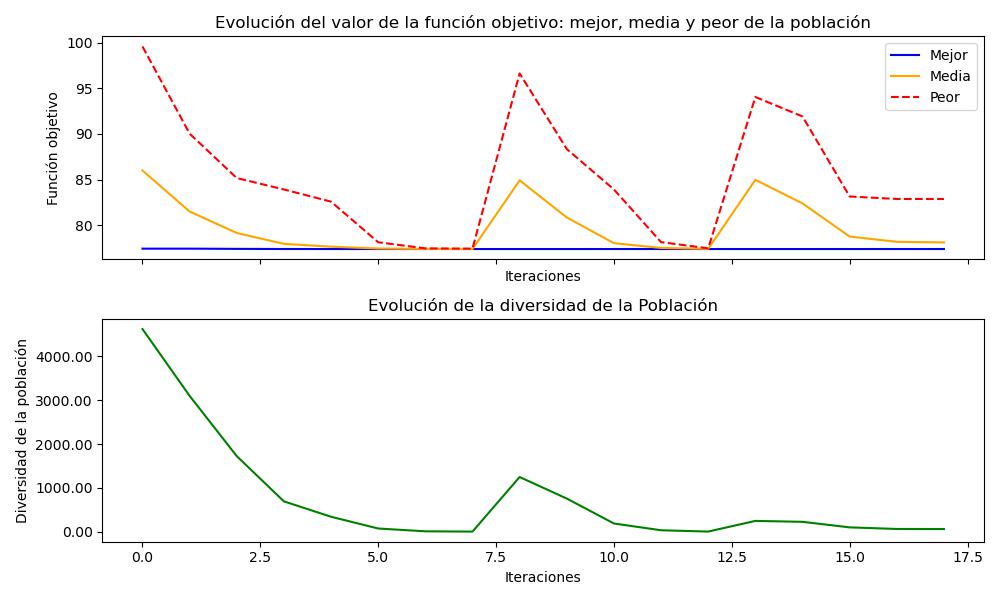 Evolución del valor de la función objetivo: mejor, media y peor de la población
100
95
90
85
80
Función objetivo
Mejor
Media
Peor
Iteraciones
Evolución de la diversidad de la Población
4000.00
3000.00
2000.00
1000.00
0.00
Diversidad de la población
0.0 2.5 5.0 7.5 10.0 12.5 15.0 17.5
Iteraciones